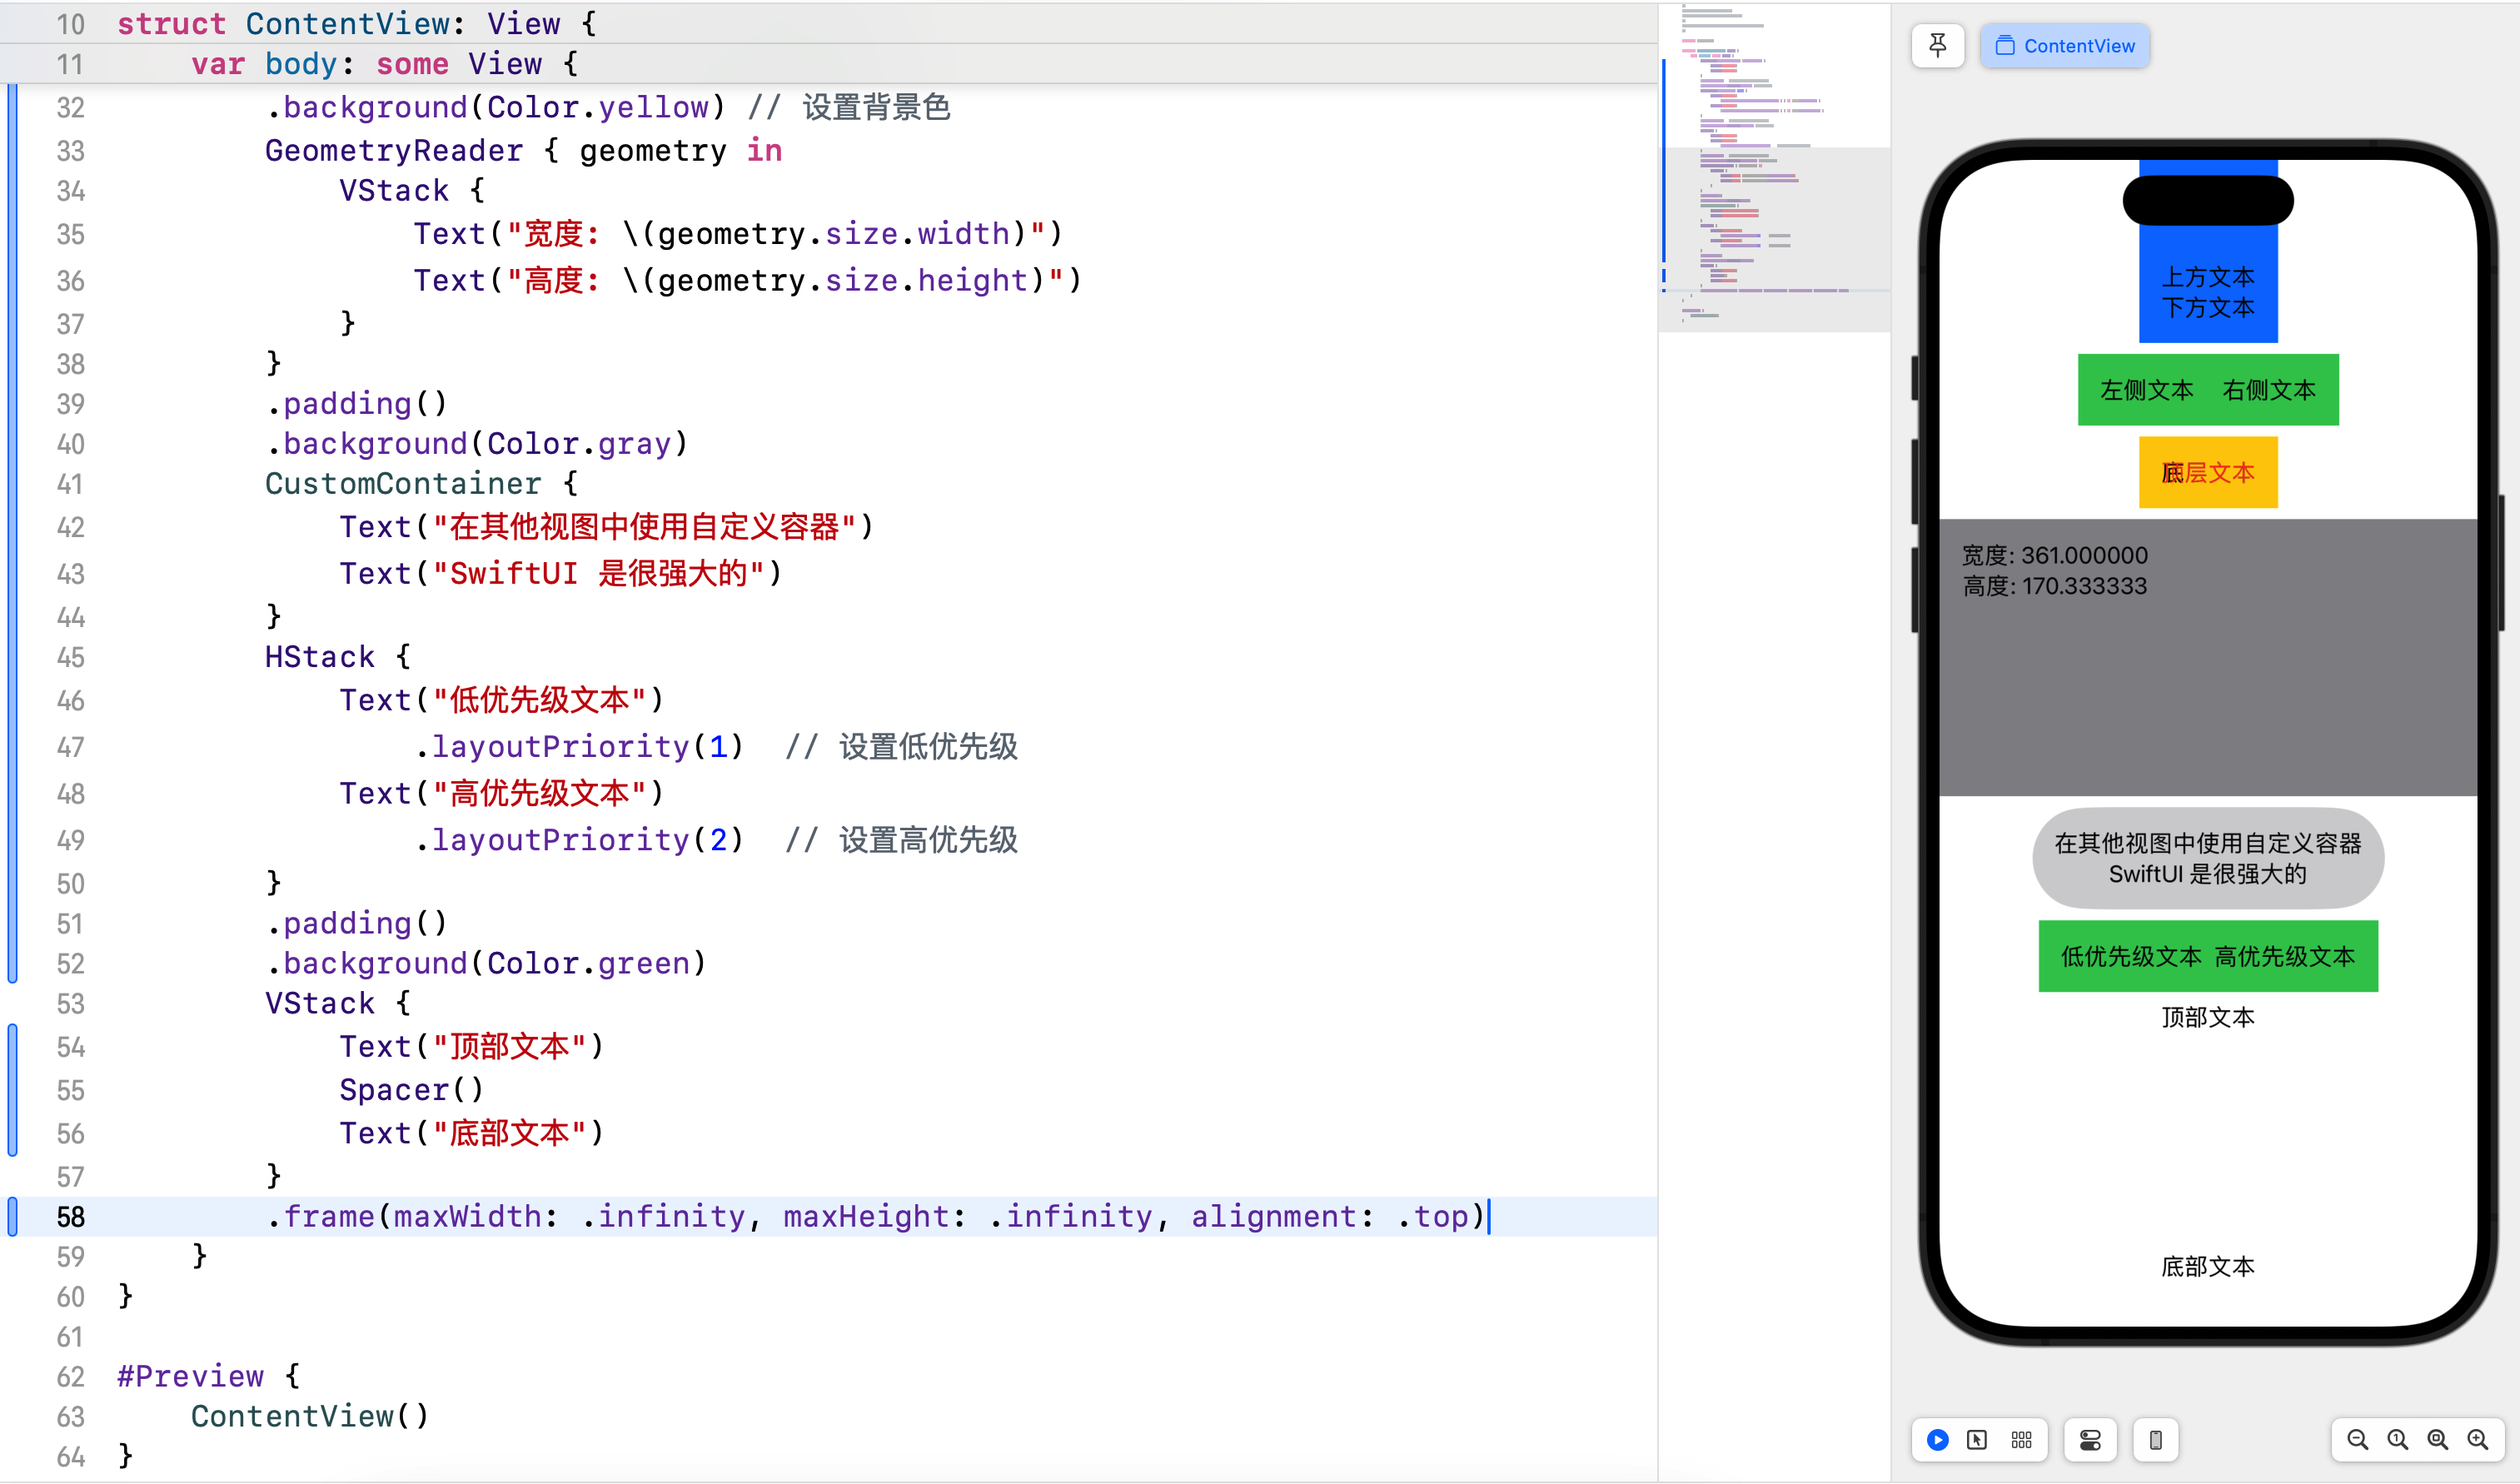 10 struct ContentView: View {
11 var body: some View {
32 .background(Color.yellow) // 设置背景色
33 GeometryReader { geometry in
34 VStack {
35 Text("宽度: \(geometry.size.width)")
36 Text("高度: \(geometry.size.height)")
37 }
38 }
39 .padding()
40 .background(Color.gray)
41 CustomContainer {
42 Text("在其他视图中使用自定义容器")
43 Text("SwiftUI 是很强大的")
44 }
45 HStack {
46 Text("低优先级文本")
47 .layoutPriority(1) // 设置低优先级
48 Text("高优先级文本")
49 .layoutPriority(2) // 设置高优先级
50 }
51 .padding()
52 .background(Color.green)
53 VStack {
54 Text("顶部文本")
55 Spacer()
56 Text("底部文本")
57 }
58 .frame(maxWidth: .infinity, maxHeight: .infinity, alignment: .top)
59 }
60 }
61
62 #Preview {
63 ContentView()
64 }
ContentView
上方文本
下方文本
左侧文本 右侧文本
底 层文本
宽度: 361.000000
高度: 170.333333
在其他视图中使用自定义容器
SwiftUI 是很强大的
低优先级文本 高优先级文本
顶部文本
底部文本